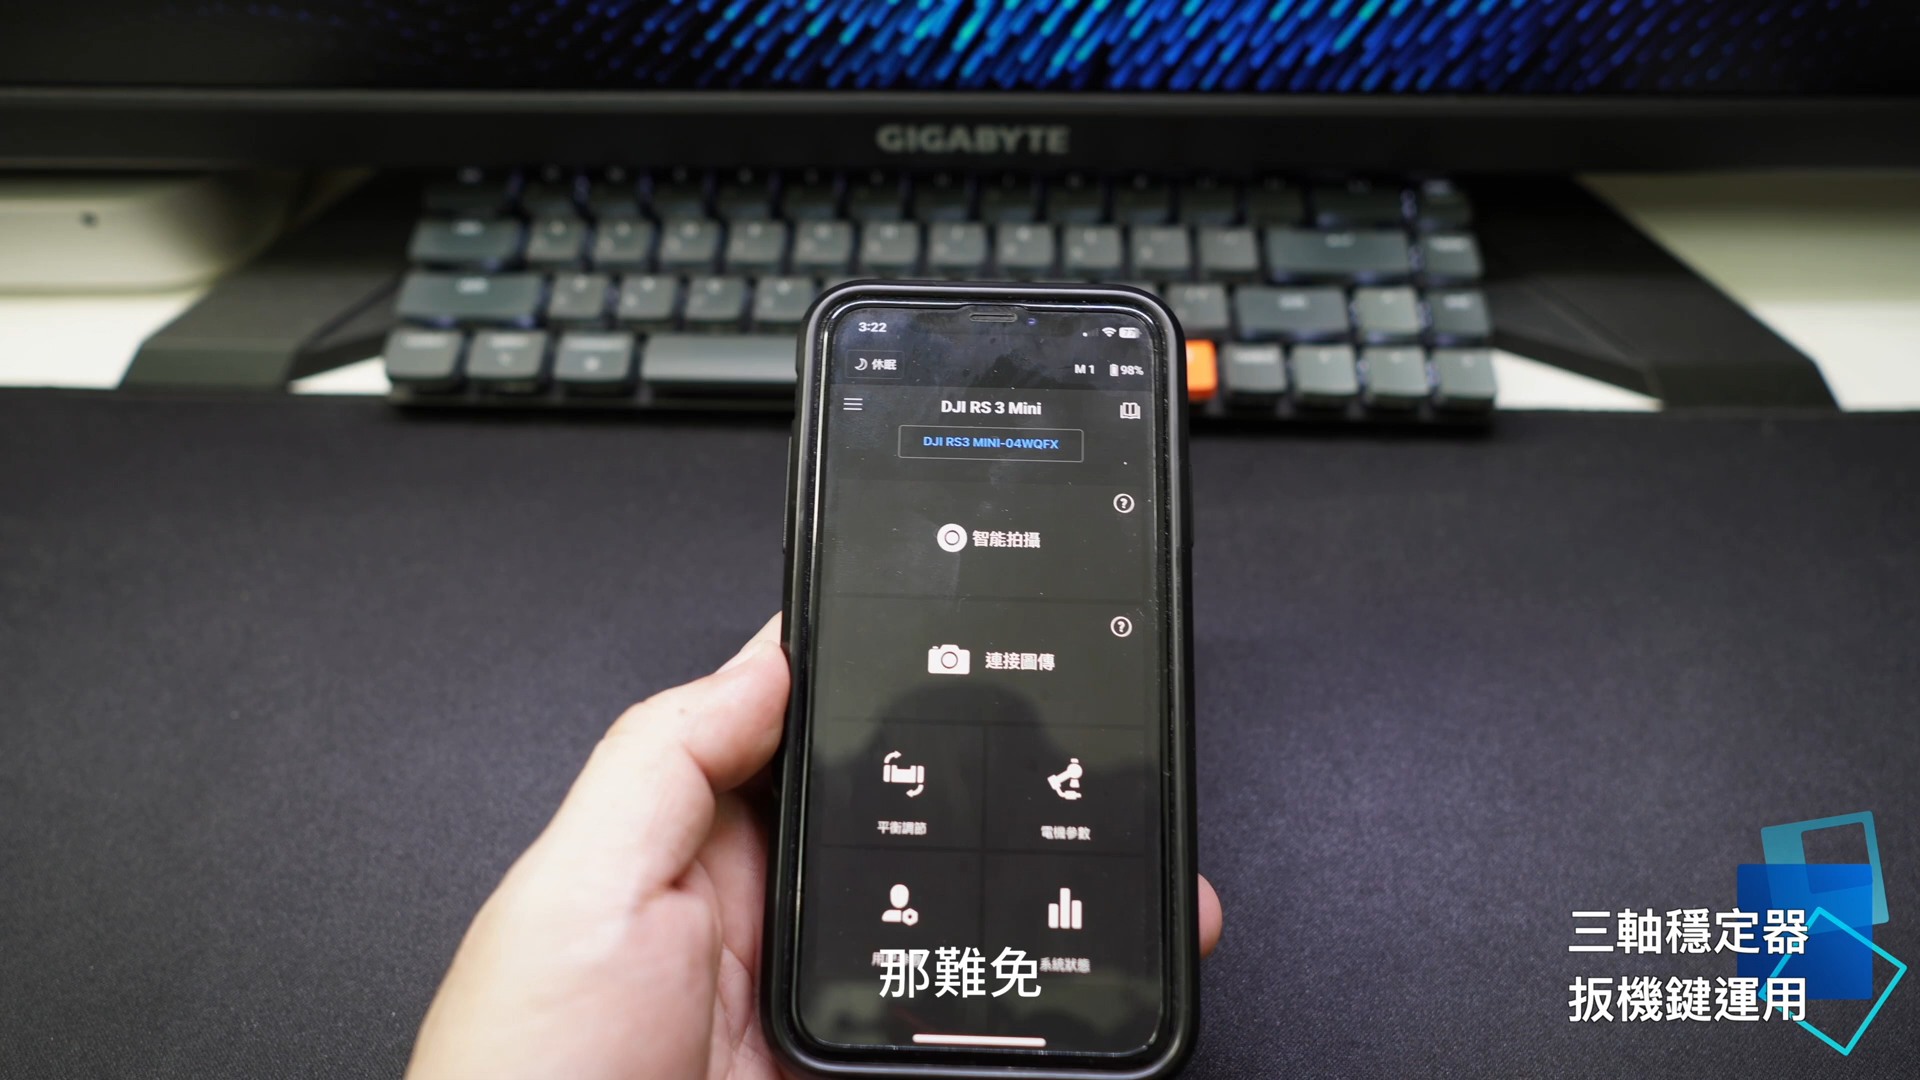 GIGABYTE
3:22
休眠
M 1
98%
DJI RS 3 Mini
DJI RS3 MINI-04WQFX
智能拍攝
連接圖傳
平衡調節
電機參數
系統狀態
那難免
三軸穩定器
扳機鍵運用